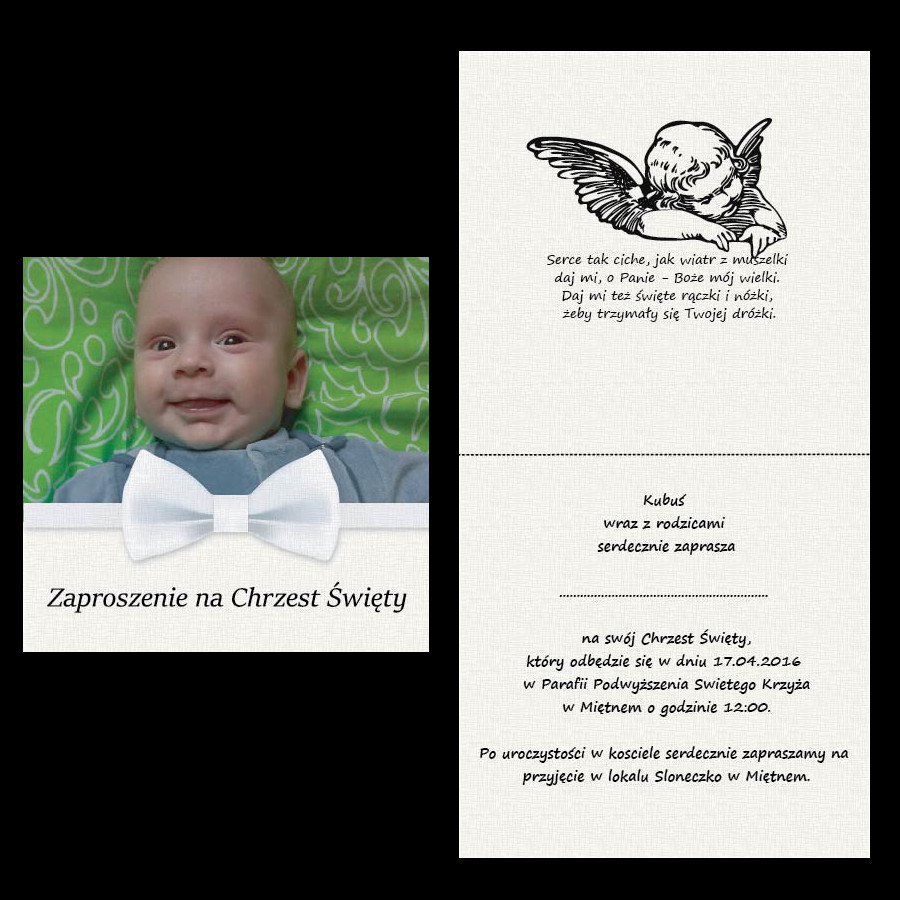 Zaproszenie na Chrzest Święty
Serce tak ciche, jak wiatr z muszelki
daj mi, o Panie - Boże mój wielki.
Daj mi też święte rączki i nóżki,
żeby trzymały się Twojej dróżki.
Kubuś
wraz z rodzicami
serdecznie zaprasza
na swój Chrzest Święty,
który odbędzie się w dniu 17.04.2016
w Parafii Podwyższenia Swietego Krzyża
w Miętnem o godzinie 12:00.
Po uroczystości w kosciele serdecznie zapraszamy na
przyjęcie w lokalu Sloneczko w Miętnem.